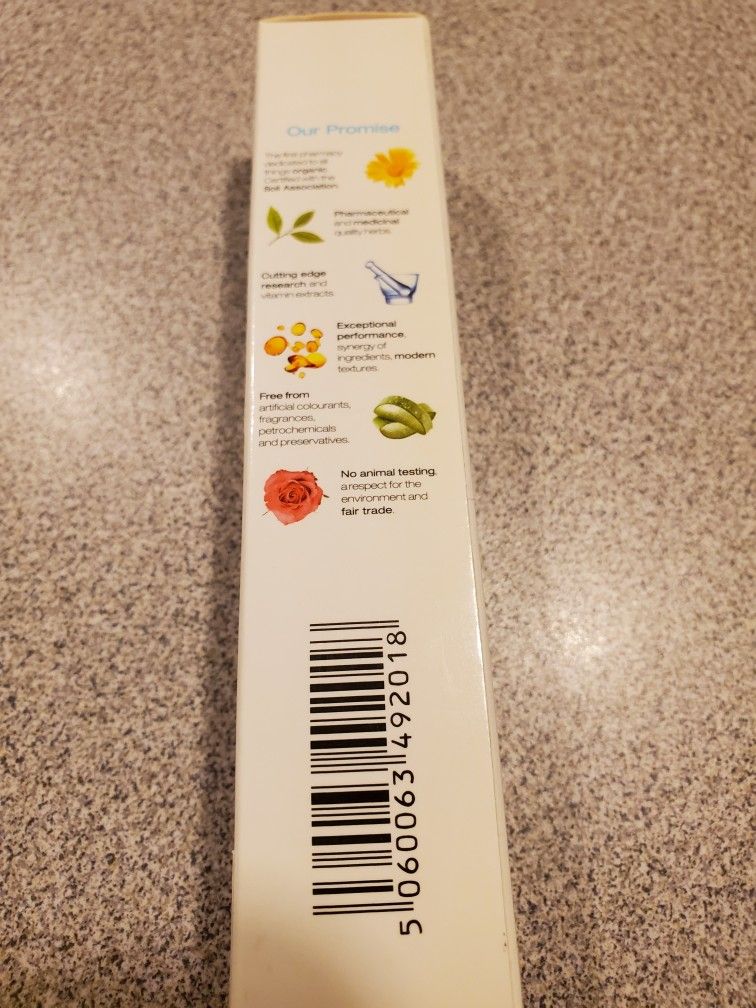 Our Promise
The first pharmacy
dedicated to all
things organic.
Certified with the
Soil Association.
Pharmaceutical
and medicinal
quality herbs.
Cutting edge
research and
vitamin extracts.
Exceptional
performance,
synergy of
ingredients, modern
textures.
Free from
artificial colourants,
fragrances,
petrochemicals
and preservatives.
No animal testing,
a respect for the
environment and
fair trade.
5 060063 492018